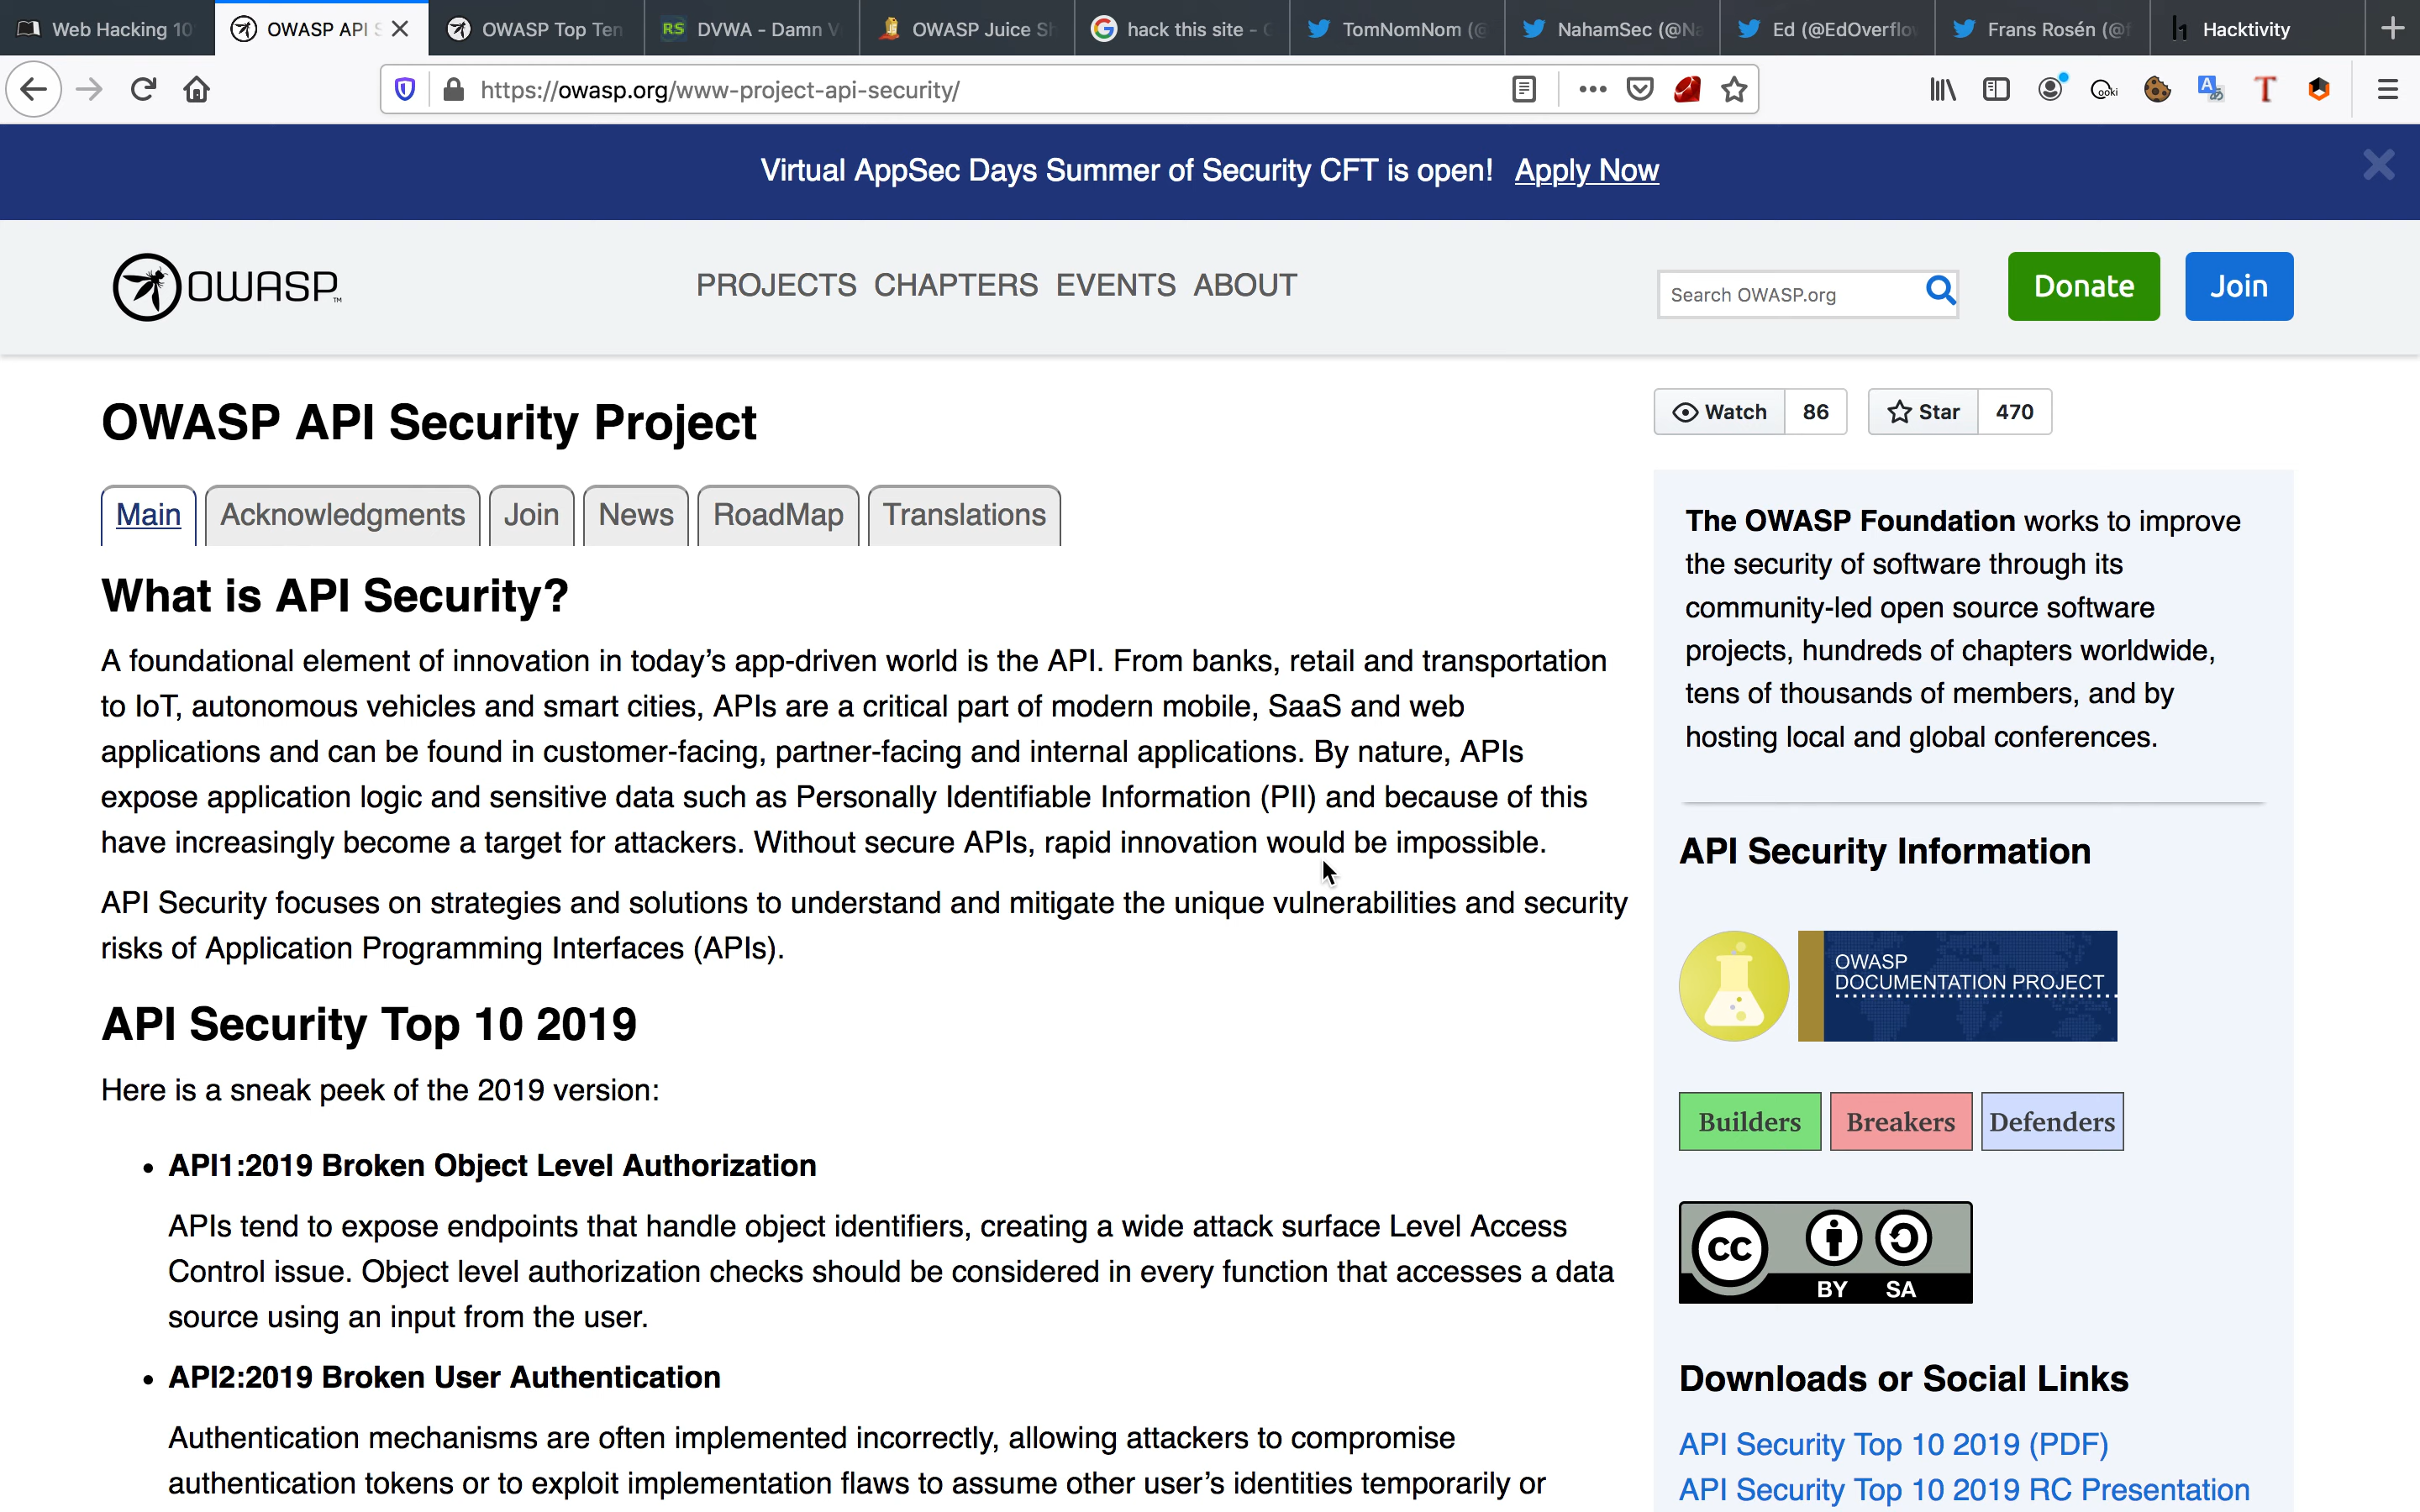 Web Hacking 10
OWASP API S
OWASP Top Ten
RS DVWA - Damn V
OWASP Juice Sh
hack this site - G
TomNomNom (@
NahamSec (@Na
Ed (@EdOverflo
Frans Rosén (@f
h1 Hacktivity
https://owasp.org/www-project-api-security/
Virtual AppSec Days Summer of Security CFT is open! Apply Now
OWASP™
PROJECTS CHAPTERS EVENTS ABOUT
Search OWASP.org
Donate
Join
OWASP API Security Project
Watch 86
Star 470
Main
Acknowledgments
Join
News
RoadMap
Translations
What is API Security?
A foundational element of innovation in today’s app-driven world is the API. From banks, retail and transportation
to IoT, autonomous vehicles and smart cities, APIs are a critical part of modern mobile, SaaS and web
applications and can be found in customer-facing, partner-facing and internal applications. By nature, APIs
expose application logic and sensitive data such as Personally Identifiable Information (PII) and because of this
have increasingly become a target for attackers. Without secure APIs, rapid innovation would be impossible.
API Security focuses on strategies and solutions to understand and mitigate the unique vulnerabilities and security
risks of Application Programming Interfaces (APIs).
API Security Top 10 2019
Here is a sneak peek of the 2019 version:
• API1:2019 Broken Object Level Authorization
APIs tend to expose endpoints that handle object identifiers, creating a wide attack surface Level Access
Control issue. Object level authorization checks should be considered in every function that accesses a data
source using an input from the user.
• API2:2019 Broken User Authentication
Authentication mechanisms are often implemented incorrectly, allowing attackers to compromise
authentication tokens or to exploit implementation flaws to assume other user’s identities temporarily or
The OWASP Foundation works to improve
the security of software through its
community-led open source software
projects, hundreds of chapters worldwide,
tens of thousands of members, and by
hosting local and global conferences.
API Security Information
OWASP
DOCUMENTATION PROJECT
Builders
Breakers
Defenders
CC
BY SA
Downloads or Social Links
API Security Top 10 2019 (PDF)
API Security Top 10 2019 RC Presentation